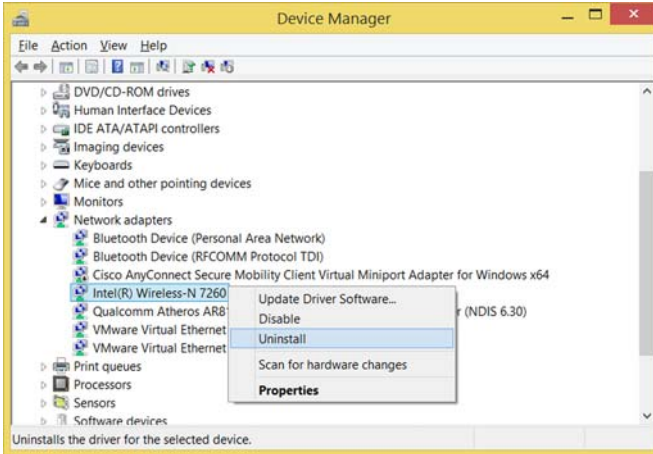 Device Manager
File Action View Help
DVD/CD-ROM drives
Human Interface Devices
IDE ATA/ATAPI controllers
Imaging devices
Keyboards
Mice and other pointing devices
Monitors
Network adapters
Bluetooth Device (Personal Area Network)
Bluetooth Device (RFCOMM Protocol TDI)
Cisco AnyConnect Secure Mobility Client Virtual Miniport Adapter for Windows x64
Intel(R) Wireless-N 7260
Update Driver Software...
Qualcomm Atheros AR81 r (NDIS 6.30)
Disable
VMware Virtual Ethernet
Uninstall
VMware Virtual Ethernet
Scan for hardware changes
Print queues
Processors
Properties
Sensors
Software devices
Uninstalls the driver for the selected device.